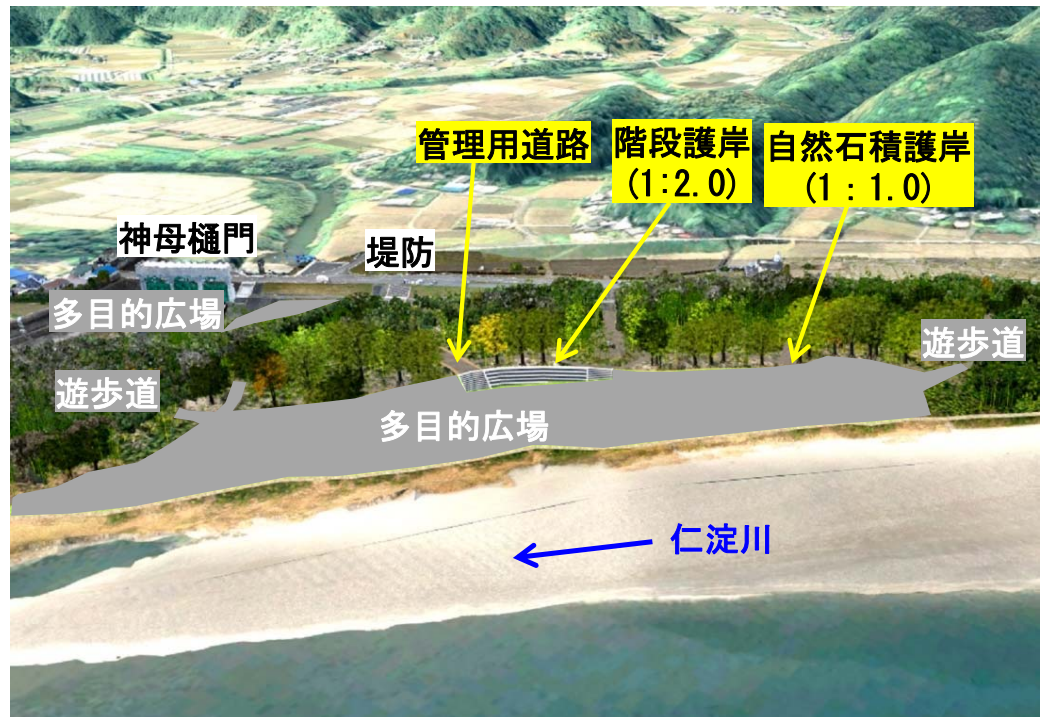 管理用道路
階段護岸
(1:2.0)
自然石積護岸
(1：1.0)
神母樋門
堤防
多目的広場
遊歩道
遊歩道
多目的広場
仁淀川